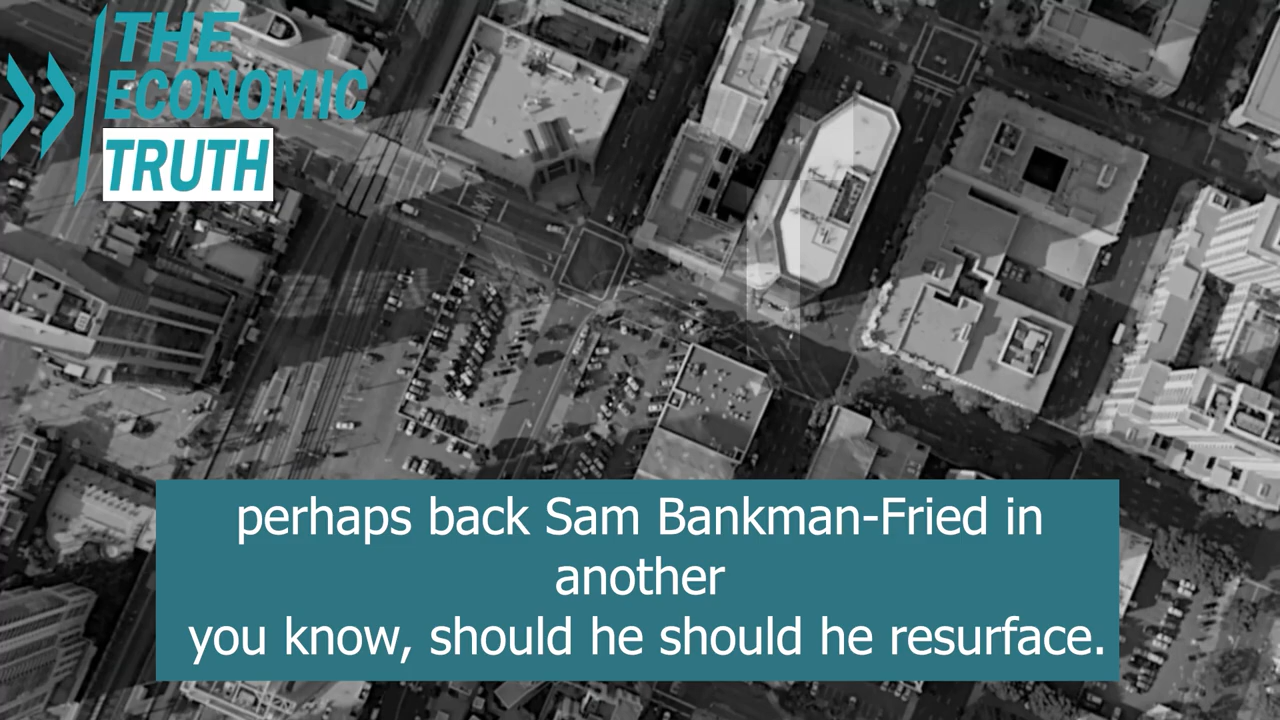 THE
ECONOMIC
TRUTH
perhaps back Sam Bankman-Fried in
another
you know, should he should he resurface.